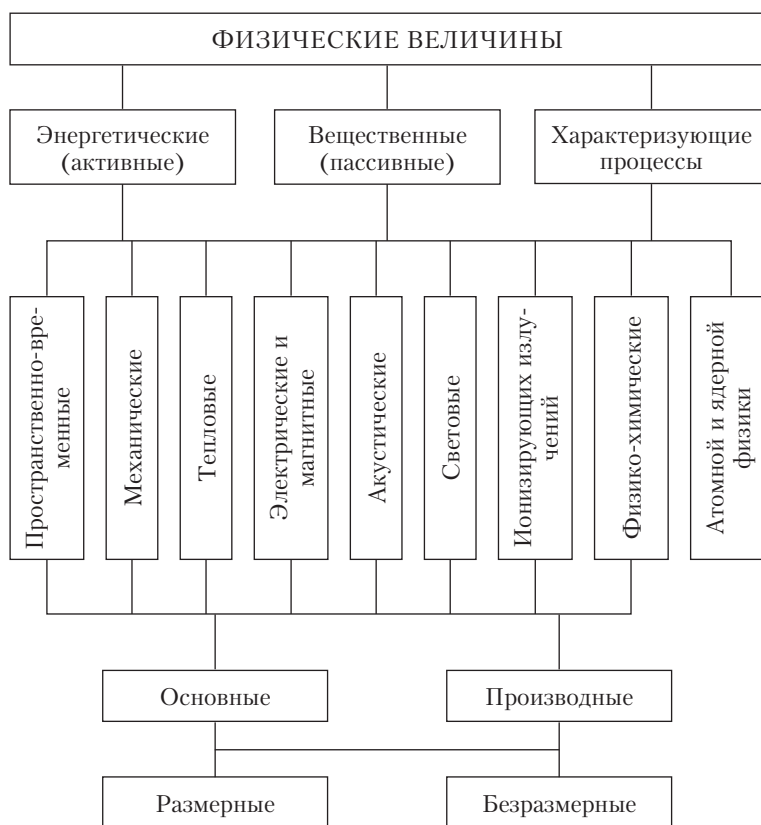 ФИЗИЧЕСКИЕ ВЕЛИЧИНЫ
Энергетические
(активные)
Вещественные
(пассивные)
Характеризующие
процессы
Пространственно-вре-
менные
Механические
Тепловые
Электрические и
магнитные
Акустические
Световые
Ионизирующих излу-
чений
Физико-химические
Атомной и ядерной
физики
Основные
Производные
Размерные
Безразмерные